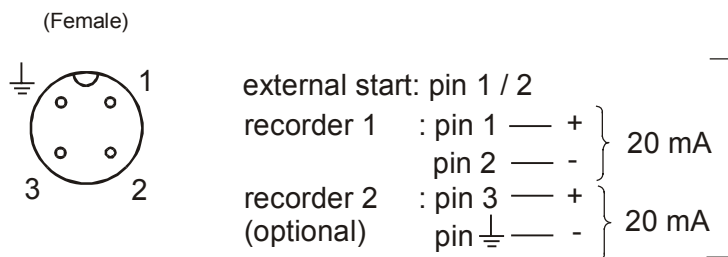 (Female)
1
3
2
external start: pin 1 / 2
recorder 1 : pin 1 — + 20 mA
pin 2 — -
recorder 2 : pin 3 — + 20 mA
(optional) pin ⏚ — -